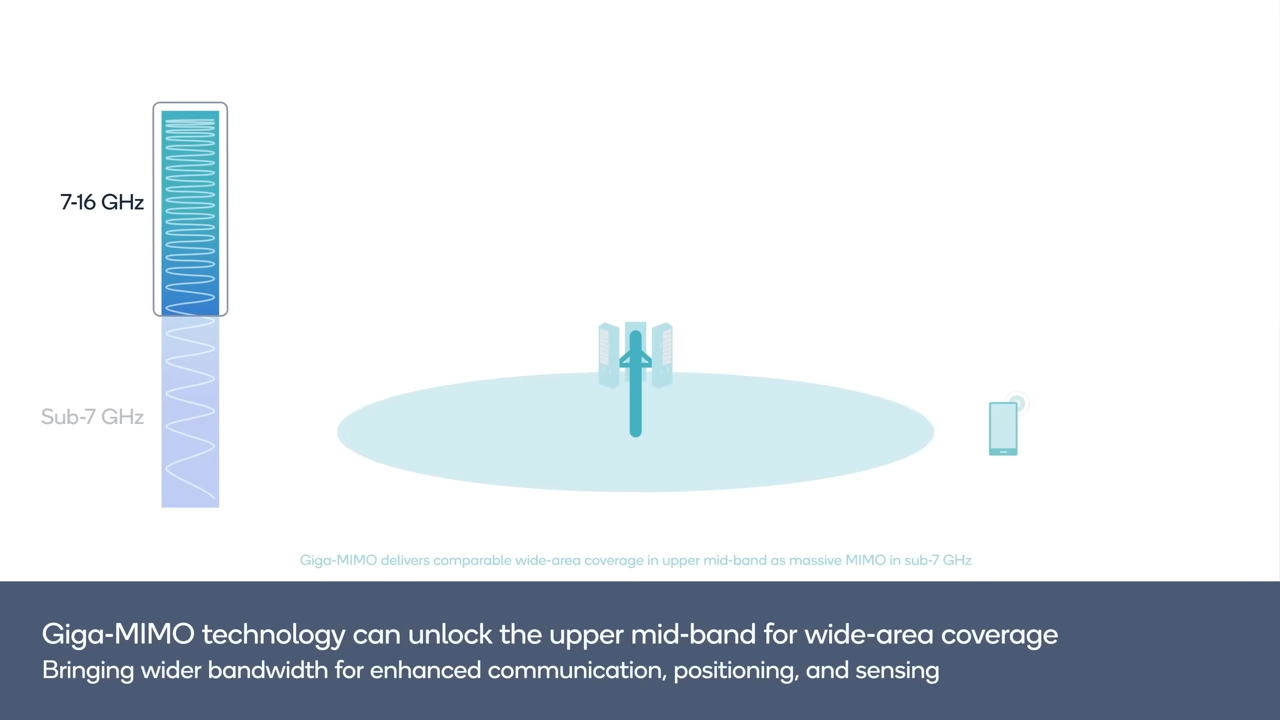 7-16 GHz
Sub-7 GHz
Giga-MIMO delivers comparable wide-area coverage in upper mid-band as massive MIMO in sub-7 GHz
Giga-MIMO technology can unlock the upper mid-band for wide-area coverage
Bringing wider bandwidth for enhanced communication, positioning, and sensing